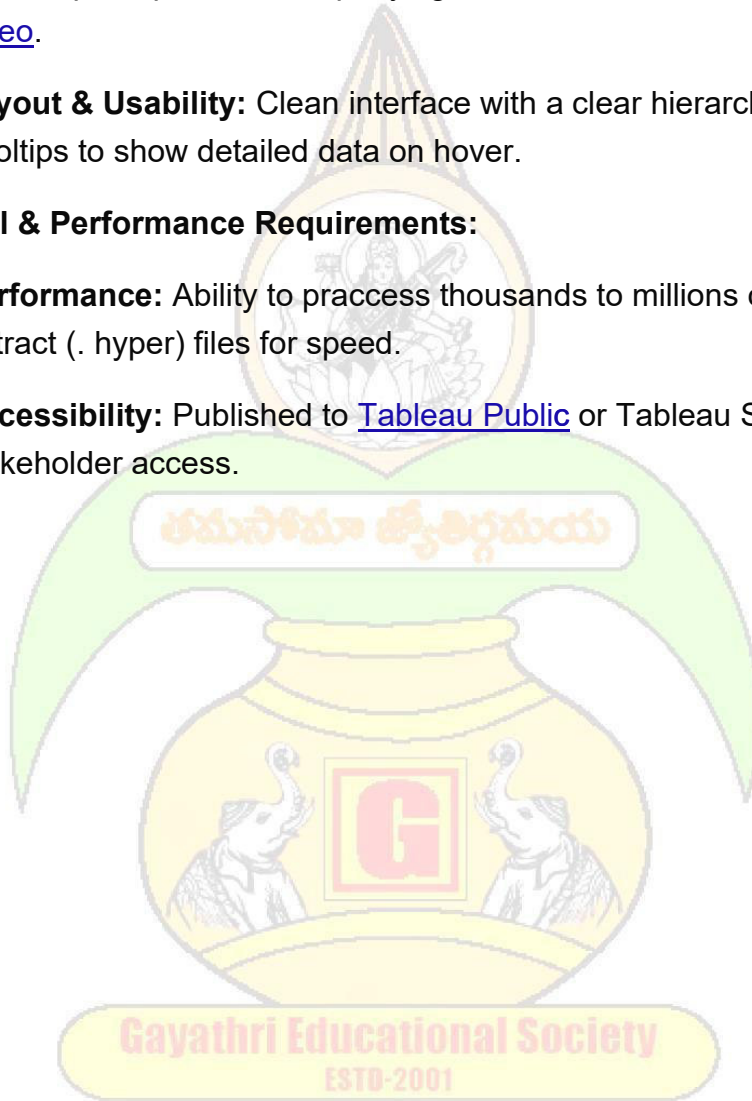 eo.
yout & Usability: Clean interface with a clear hierarch
oltips to show detailed data on hover.
l & Performance Requirements:
rformance: Ability to praccess thousands to millions o
tract (. hyper) files for speed.
cessibility: Published to Tableau Public or Tableau S
keholder access.
తమసోమా జ్యోతిర్గమయ
G
Gayathri Educational Society
ESTD-2001